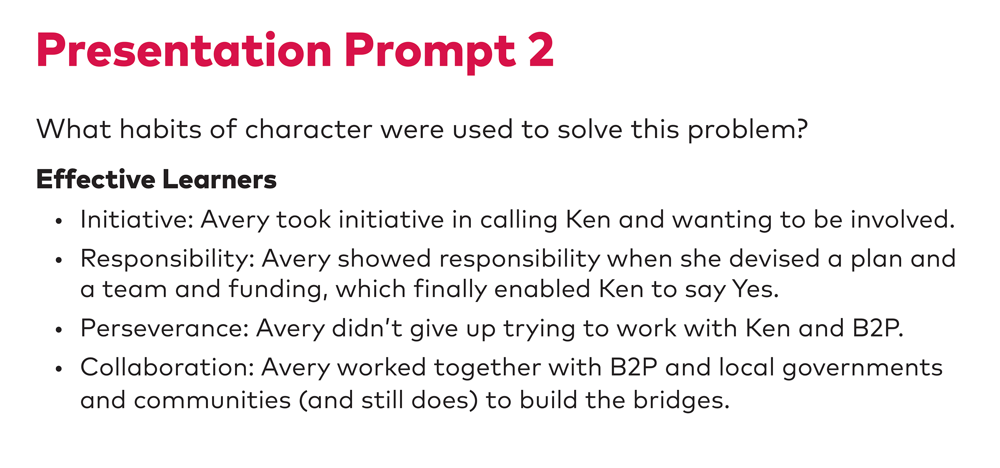 Presentation Prompt 2
What habits of character were used to solve this problem?
Effective Learners
• Initiative: Avery took initiative in calling Ken and wanting to be involved.
• Responsibility: Avery showed responsibility when she devised a plan and
a team and funding, which finally enabled Ken to say Yes.
• Perseverance: Avery didn’t give up trying to work with Ken and B2P.
• Collaboration: Avery worked together with B2P and local governments
and communities (and still does) to build the bridges.